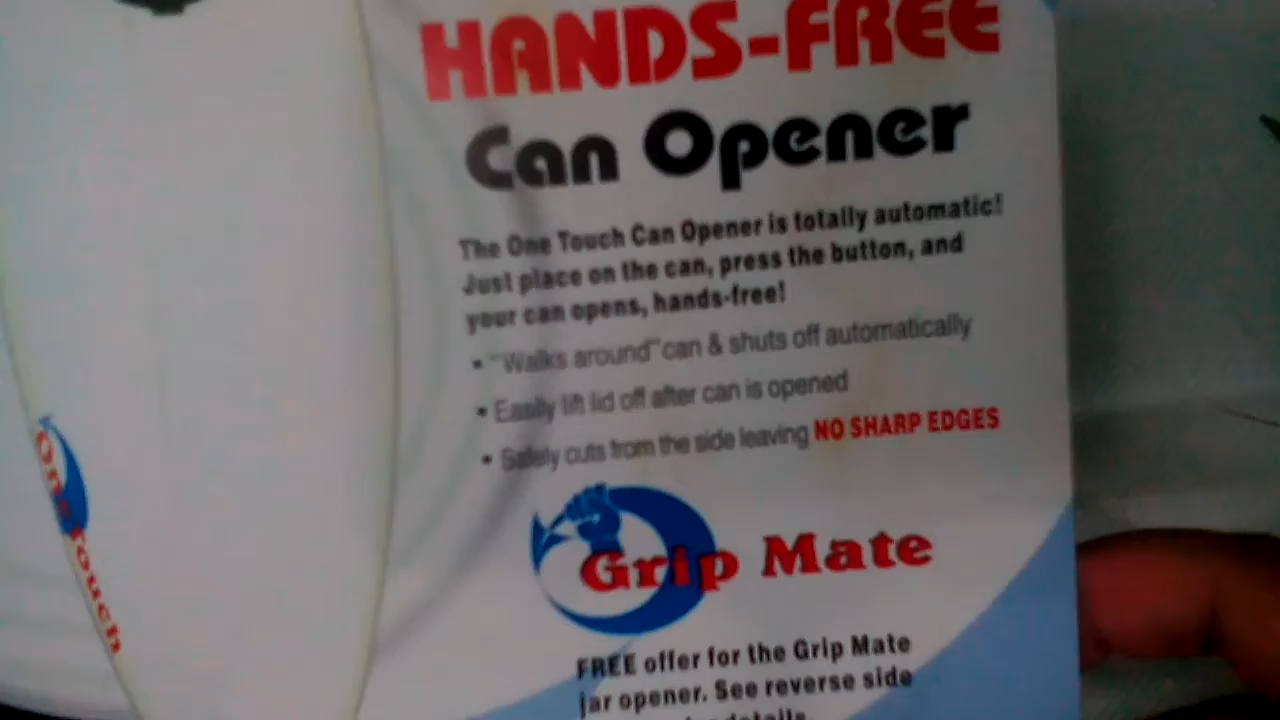 HANDS-FREE
Can Opener
The One Touch Can Opener is totally automatic!
Just place on the can, press the button, and
your can opens, hands-free!
• "Walks around" can & shuts off automatically
• Easily lift lid off after can is opened
• Safely cuts from the side leaving NO SHARP EDGES
Grip Mate
FREE offer for the Grip Mate
jar opener. See reverse side
details.
One Touch